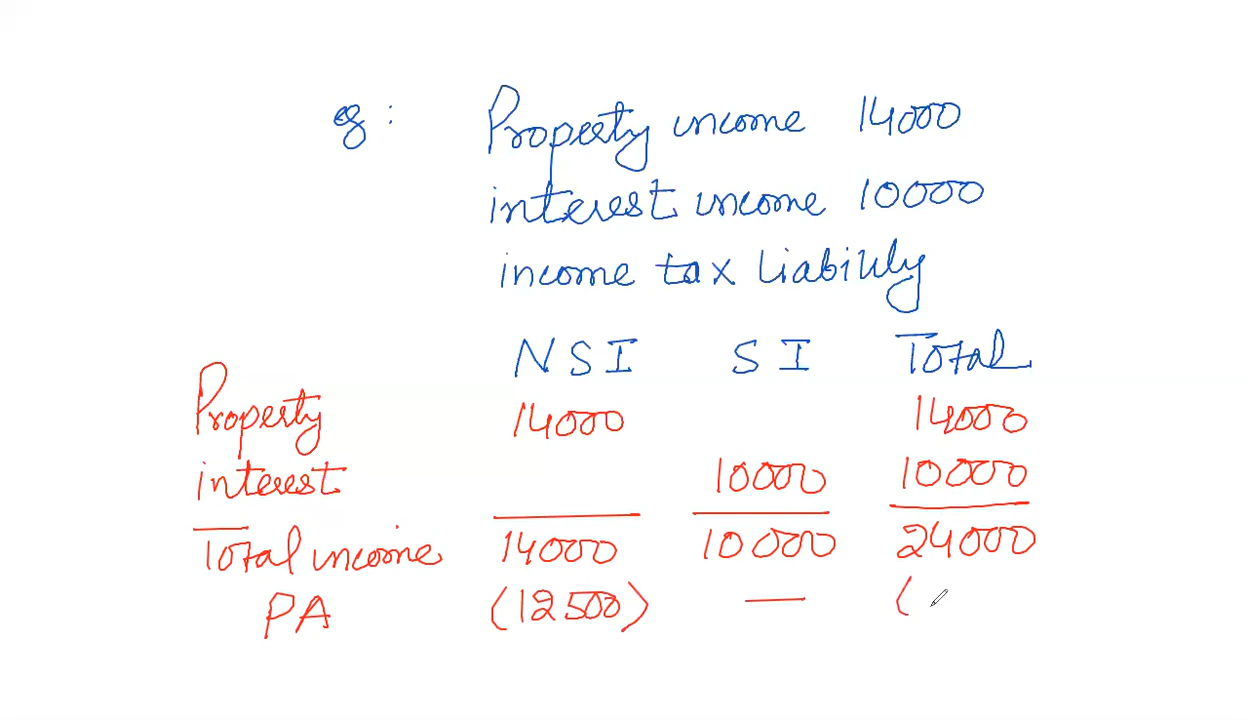 eg : Property income 14000
interest income 10000
income tax liability
NSI SI Total
Property 14000 14000
interest 10000 10000
Total income 14000 10000 24000
PA (12500) — (